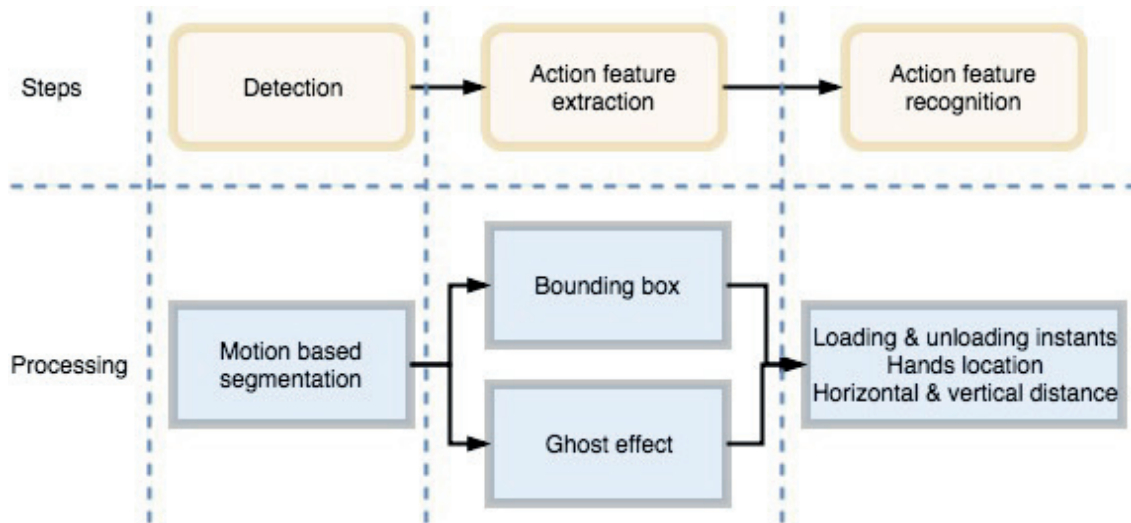 Steps
Detection
Action feature
extraction
Action feature
recognition
Processing
Motion based
segmentation
Bounding box
Ghost effect
Loading & unloading instants
Hands location
Horizontal & vertical distance